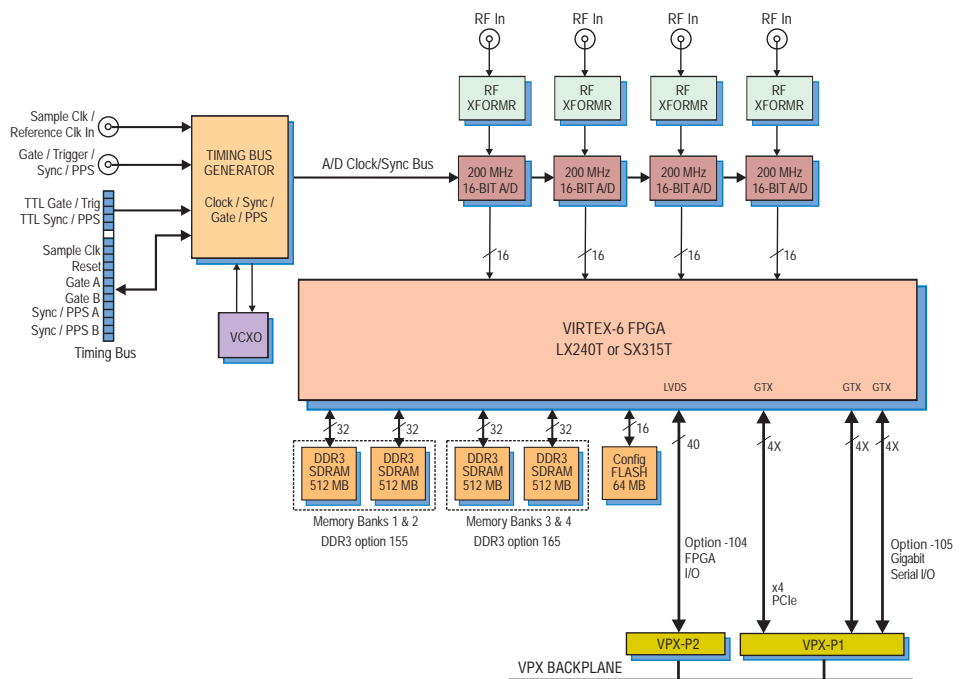 RF In
RF In
RF In
RF In
RF
XFORMR
RF
XFORMR
RF
XFORMR
RF
XFORMR
Sample Clk /
Reference Clk In
Gate / Trigger /
Sync / PPS
TTL Gate / Trig
TTL Sync / PPS
Sample Clk
Reset
Gate A
Gate B
Sync / PPS A
Sync / PPS B
Timing Bus
TIMING BUS
GENERATOR
Clock / Sync /
Gate / PPS
VCXO
A/D Clock/Sync Bus
200 MHz
16-BIT A/D
200 MHz
16-BIT A/D
200 MHz
16-BIT A/D
200 MHz
16-BIT A/D
16
16
16
16
VIRTEX-6 FPGA
LX240T or SX315T
LVDS
GTX
GTX
GTX
32
32
32
32
16
40
4X
4X
4X
DDR3
SDRAM
512 MB
DDR3
SDRAM
512 MB
DDR3
SDRAM
512 MB
DDR3
SDRAM
512 MB
Config
FLASH
64 MB
Memory Banks 1 & 2
DDR3 option 155
Memory Banks 3 & 4
DDR3 option 165
Option -104
FPGA
I/O
x4
PCIe
Option -105
Gigabit
Serial I/O
VPX-P2
VPX-P1
VPX BACKPLANE